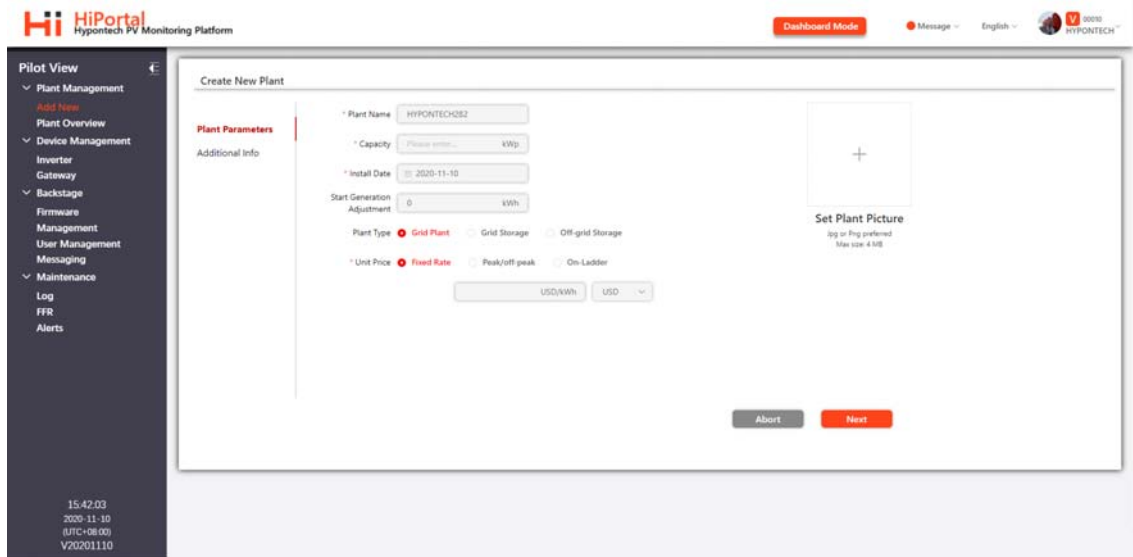 Hi HiPortal
Hypontech PV Monitoring Platform
Dashboard Mode
Message
English
V 00010
HYPONTECH
Pilot View
Plant Management
Add New
Plant Overview
Device Management
Inverter
Gateway
Backstage
Firmware
Management
User Management
Messaging
Maintenance
Log
FFR
Alerts
15:42:03
2020-11-10
(UTC+08:00)
V20201110
Create New Plant
Plant Parameters
Additional Info
* Plant Name HYPONTECH282
* Capacity Please enter... kWp
* Install Date 2020-11-10
Start Generation
Adjustment 0 kWh
Plant Type Grid Plant Grid Storage Off-grid Storage
* Unit Price Fixed Rate Peak/off-peak On-Ladder
USD/kWh USD
Set Plant Picture
Jpg or Png preferred
Max size: 4 MB
Abort
Next